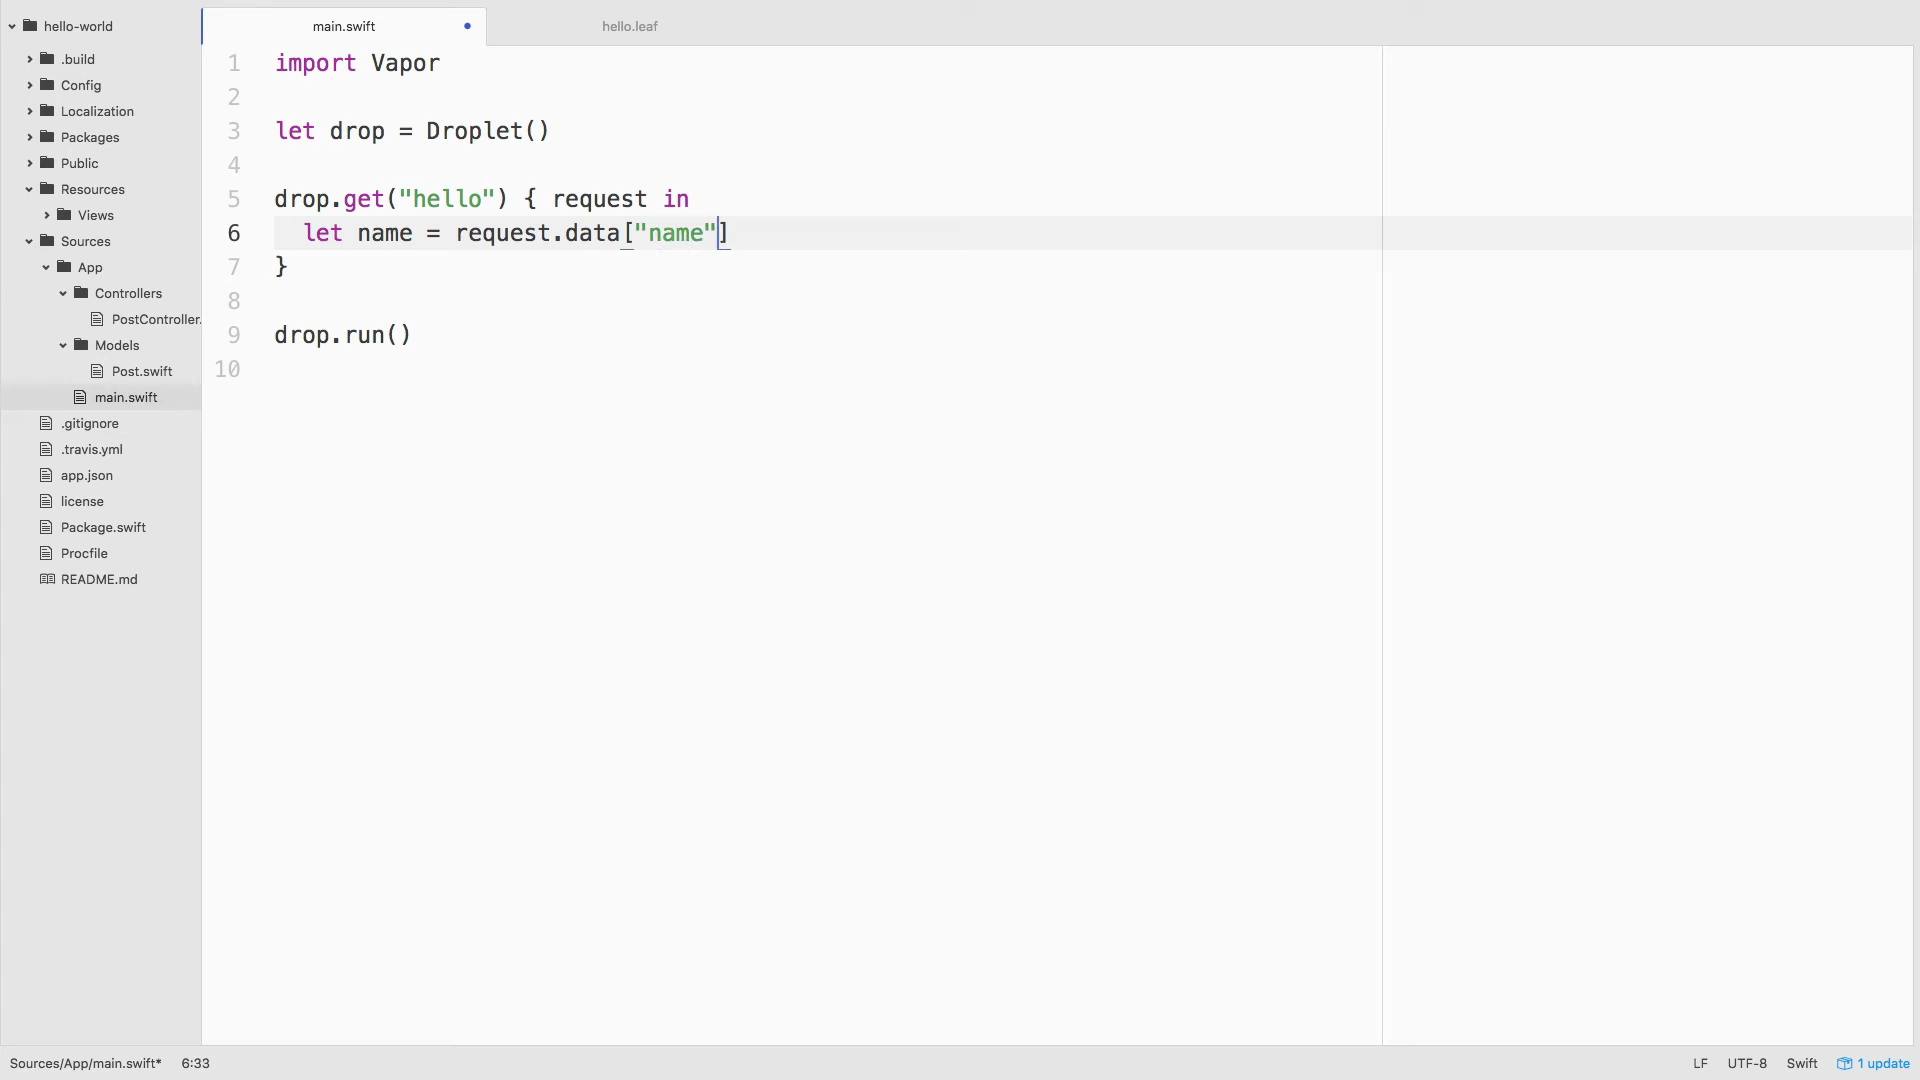 hello-world
.build
Config
Localization
Packages
Public
Resources
Views
Sources
App
Controllers
PostController.
Models
Post.swift
main.swift
.gitignore
.travis.yml
app.json
license
Package.swift
Procfile
README.md
main.swift
hello.leaf
1 import Vapor
2
3 let drop = Droplet()
4
5 drop.get("hello") { request in
6 let name = request.data["name"]
7 }
8
9 drop.run()
10
Sources/App/main.swift* 6:33
LF UTF-8 Swift 1 update